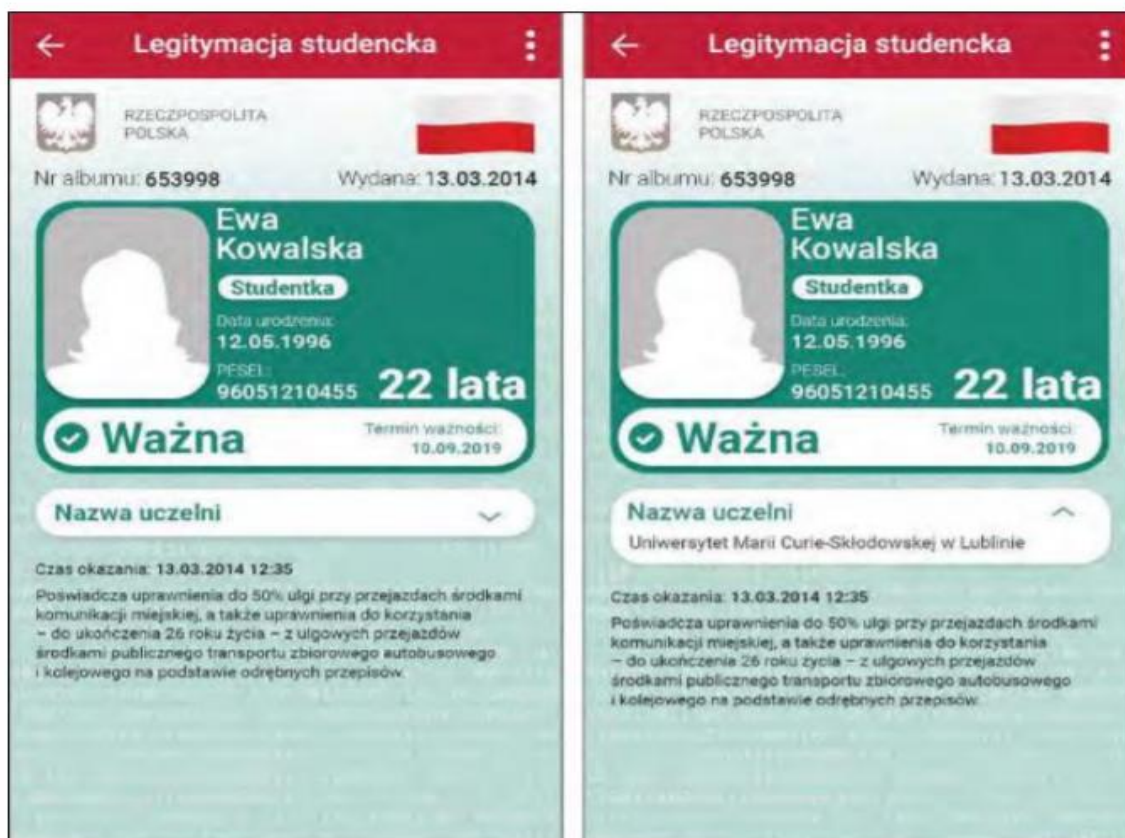 Legitymacja studencka
RZECZPOSPOLITA
POLSKA
Nr albumu: 653998
Wydana: 13.03.2014
Ewa
Kowalska
Studentka
Data urodzenia:
12.05.1996
PESEL:
96051210455
22 lata
Ważna
Termin ważności:
10.09.2019
Nazwa uczelni
Czas okazania: 13.03.2014 12:35
Poświadcza uprawnienia do 50% ulgi przy przejazdach środkami
komunikacji miejskiej, a także uprawnienia do korzystania
– do ukończenia 26 roku życia – z ulgowych przejazdów
środkami publicznego transportu zbiorowego autobusowego
i kolejowego na podstawie odrębnych przepisów.
Legitymacja studencka
RZECZPOSPOLITA
POLSKA
Nr albumu: 653998
Wydana: 13.03.2014
Ewa
Kowalska
Studentka
Data urodzenia:
12.05.1996
PESEL:
96051210455
22 lata
Ważna
Termin ważności:
10.09.2019
Nazwa uczelni
Uniwersytet Marii Curie-Skłodowskej w Lublinie
Czas okazania: 13.03.2014 12:35
Poświadcza uprawnienia do 50% ulgi przy przejazdach środkami
komunikacji miejskiej, a także uprawnienia do korzystania
– do ukończenia 26 roku życia – z ulgowych przejazdów
środkami publicznego transportu zbiorowego autobusowego
i kolejowego na podstawie odrębnych przepisów.